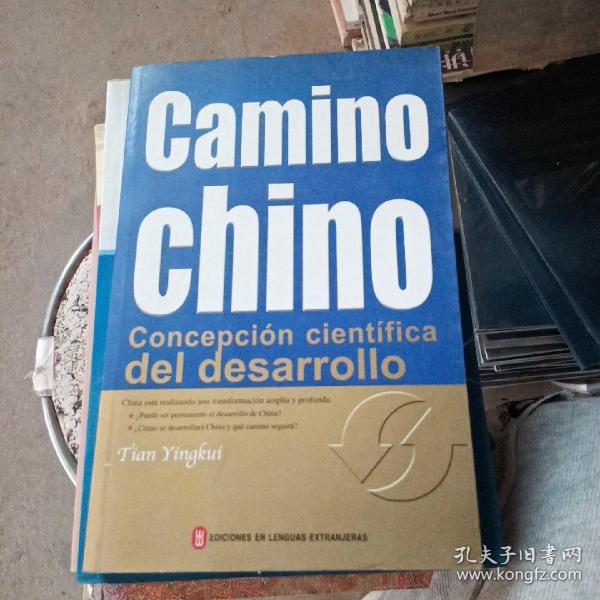 Camino
chino
Concepción científica
del desarrollo
China está realizando una transformación amplia y profunda.
★ ¿Puede ser permanente el desarrollo de China?
★ ¿Cómo se desarrollará China y qué camino seguirá?
Tian Yingkui
EDICIONES EN LENGUAS EXTRANJERAS
孔夫子旧书网
www.kongfz.com